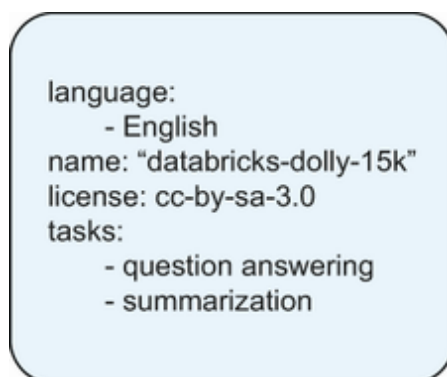 language:
- English
name: “databricks-dolly-15k”
license: cc-by-sa-3.0
tasks:
- question answering
- summarization